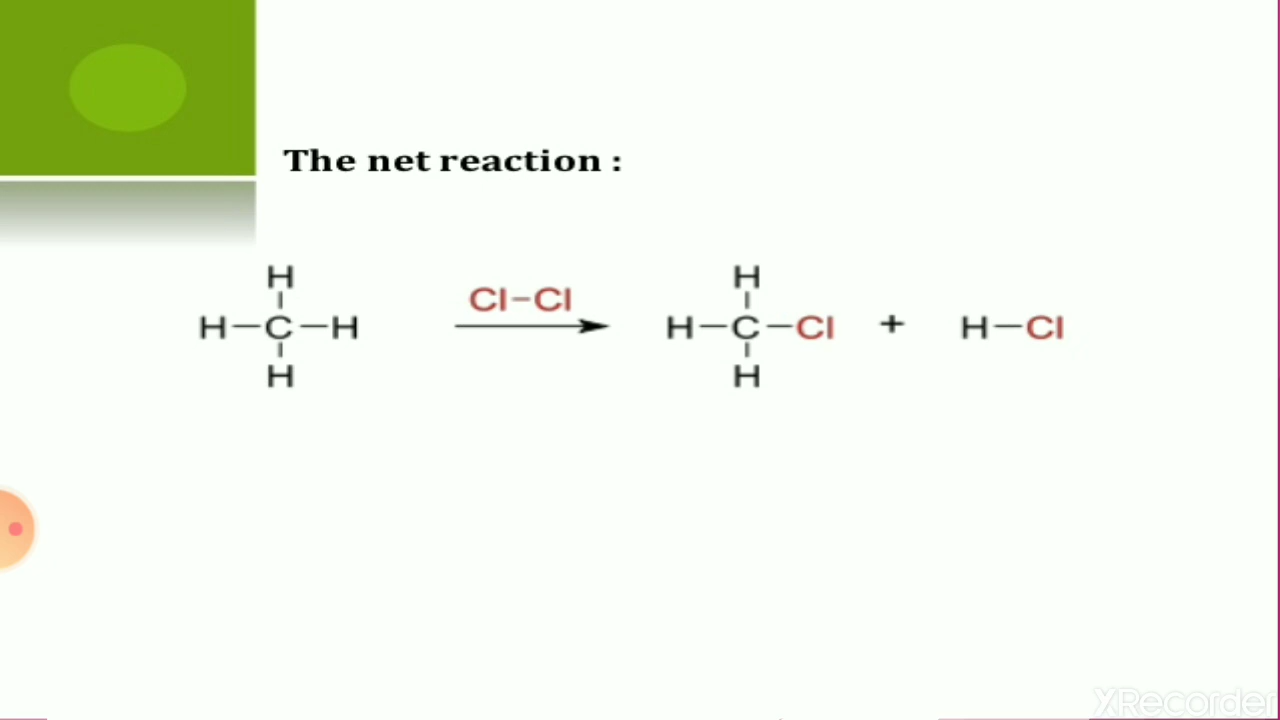 The net reaction :
H H
Cl-Cl
H-C-H H-C-Cl + H-Cl
H H
XRecorder